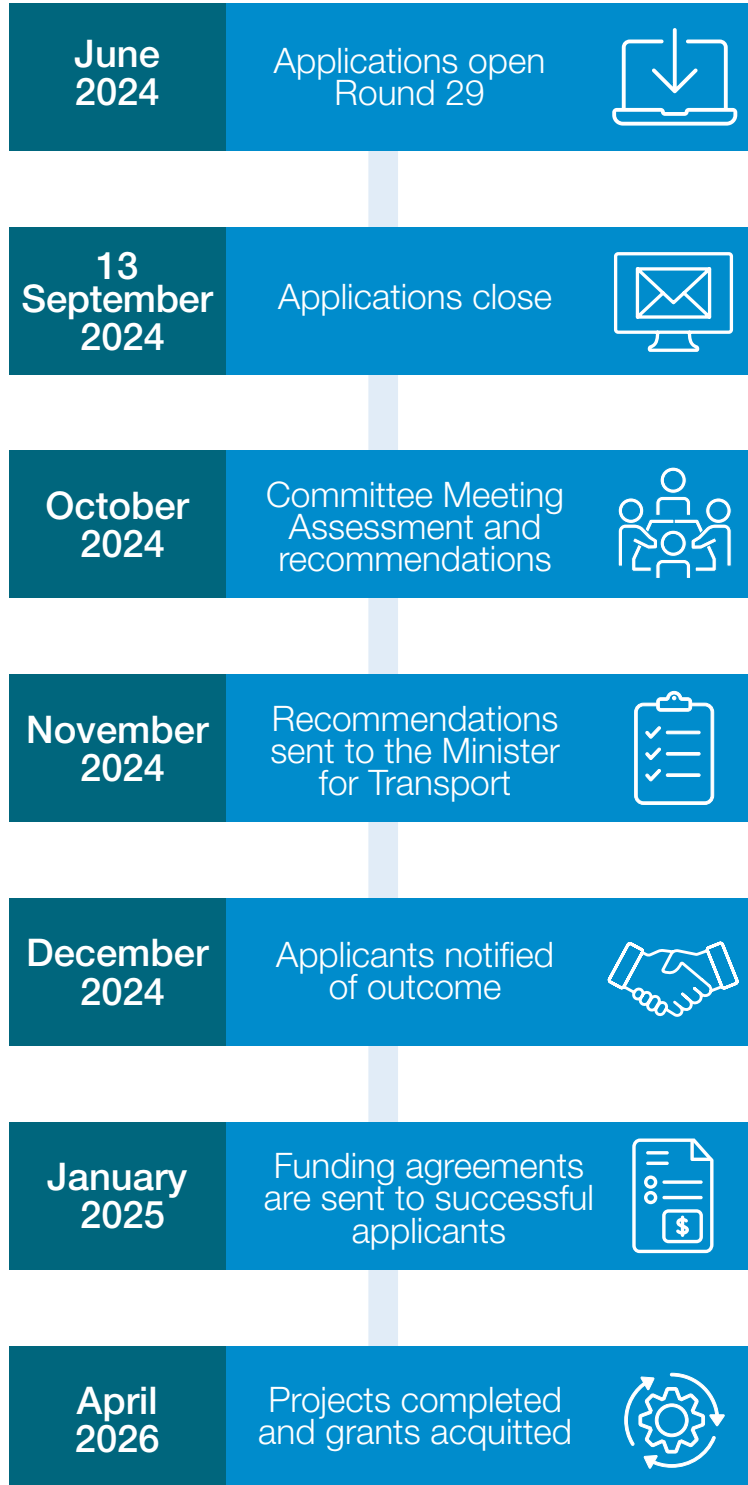 June
2024
Applications open
Round 29
13
September
2024
Applications close
October
2024
Committee Meeting
Assessment and
recommendations
November
2024
Recommendations
sent to the Minister
for Transport
December
2024
Applicants notified
of outcome
January
2025
Funding agreements
are sent to successful
applicants
$
April
2026
Projects completed
and grants acquitted